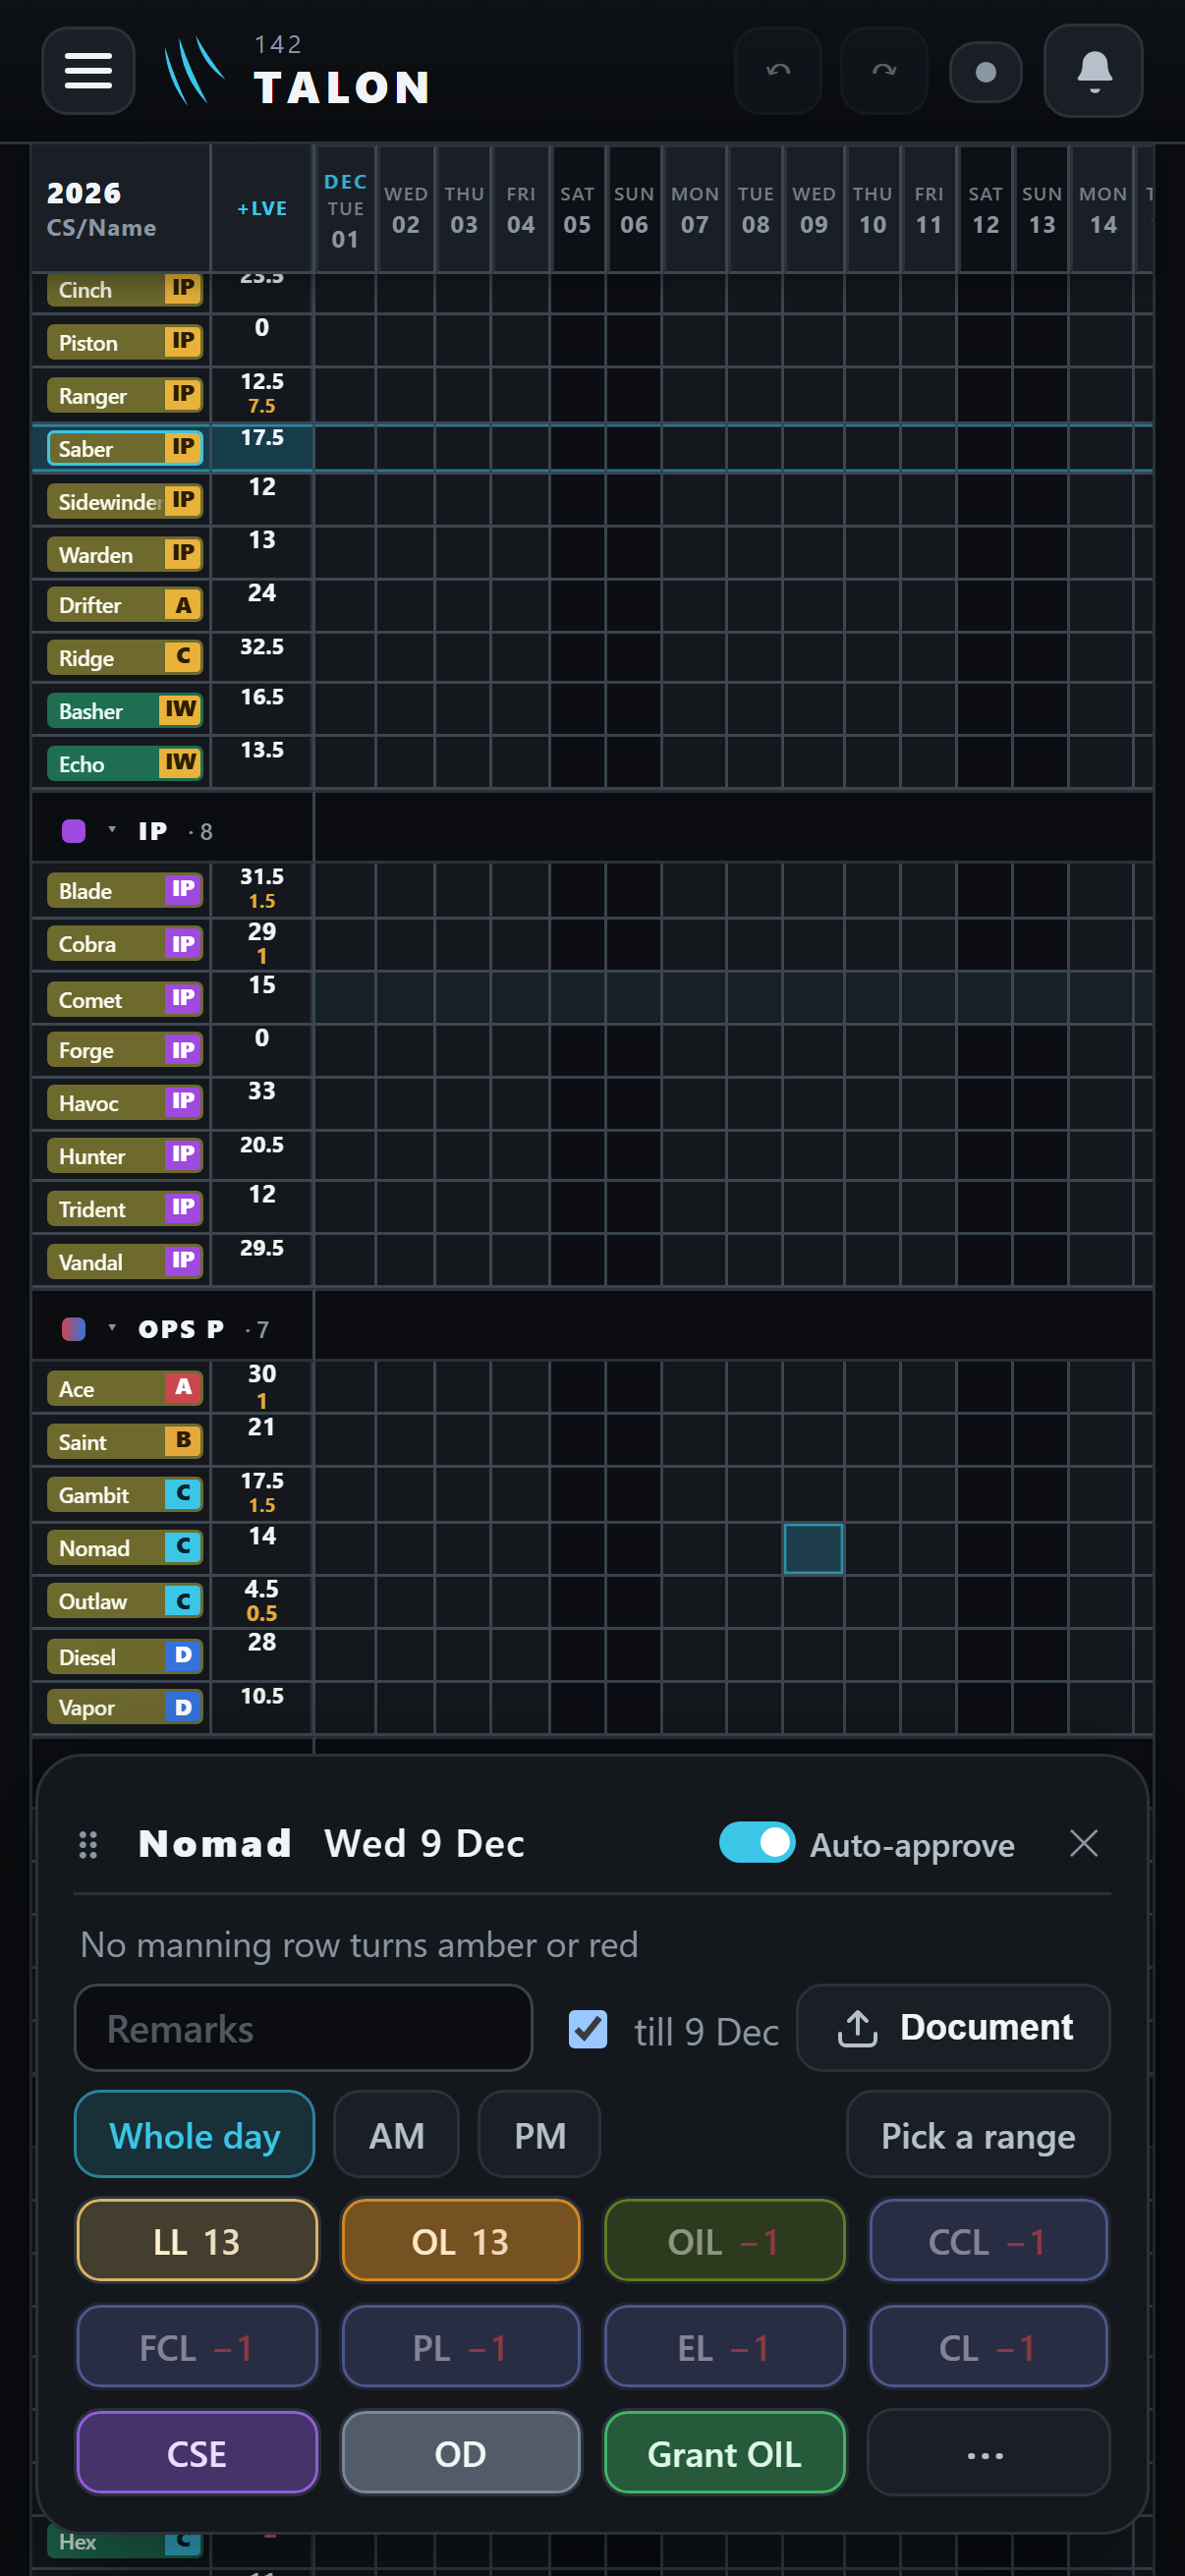 142
TALON
2026
CS/Name
+LVE
DEC
TUE 01
WED 02
THU 03
FRI 04
SAT 05
SUN 06
MON 07
TUE 08
WED 09
THU 10
FRI 11
SAT 12
SUN 13
MON 14
Cinch IP 23.5
Piston IP 0
Ranger IP 12.5
7.5
Saber IP 17.5
Sidewinder IP 12
Warden IP 13
Drifter A 24
Ridge C 32.5
Basher IW 16.5
Echo IW 13.5
IP · 8
Blade IP 31.5
1.5
Cobra IP 29
1
Comet IP 15
Forge IP 0
Havoc IP 33
Hunter IP 20.5
Trident IP 12
Vandal IP 29.5
OPS P · 7
Ace A 30
1
Saint B 21
Gambit C 17.5
1.5
Nomad C 14
Outlaw C 4.5
0.5
Diesel D 28
Vapor D 10.5
Nomad Wed 9 Dec Auto-approve
No manning row turns amber or red
Remarks till 9 Dec Document
Whole day AM PM Pick a range
LL 13 OL 13 OIL −1 CCL −1
FCL −1 PL −1 EL −1 CL −1
CSE OD Grant OIL ...
Hex C